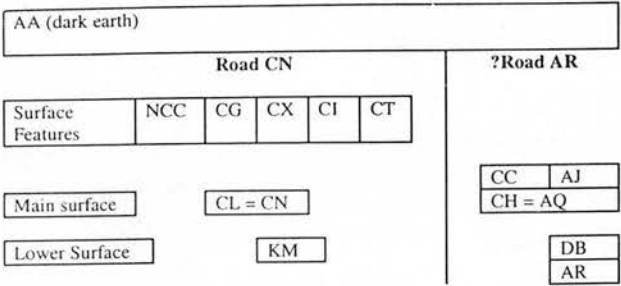 AA (dark earth)
Road CN
?Road AR
Surface Features
NCC
CG
CX
CI
CT
CC
AJ
Main surface
CL = CN
CH = AQ
Lower Surface
KM
DB
AR